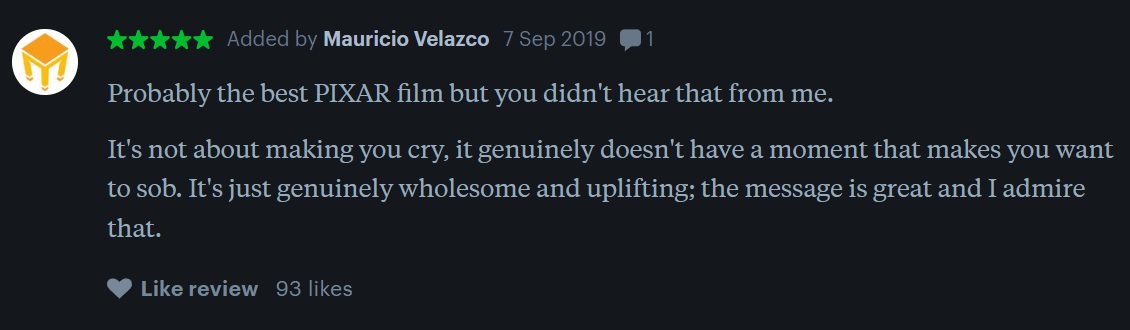 Added by Mauricio Velazco 7 Sep 2019 1
Probably the best PIXAR film but you didn't hear that from me.
It's not about making you cry, it genuinely doesn't have a moment that makes you want
to sob. It's just genuinely wholesome and uplifting; the message is great and I admire
that.
Like review 93 likes